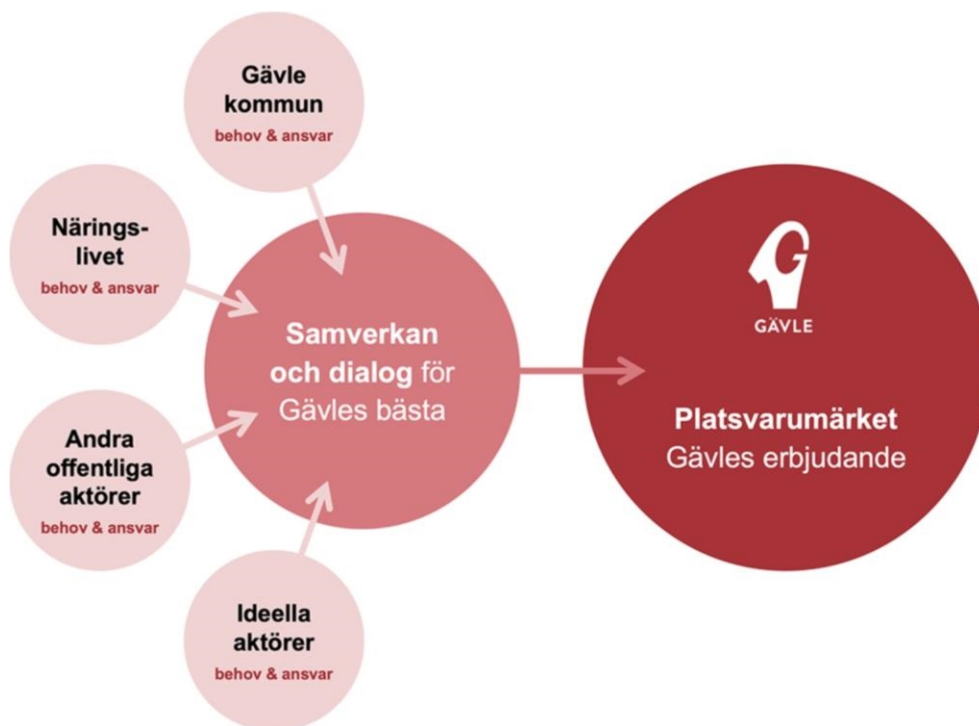 Gävle
kommun
behov & ansvar
Närings-
livet
behov & ansvar
Andra
offentliga
aktörer
behov & ansvar
Ideella
aktörer
behov & ansvar
Samverkan
och dialog för
Gävles bästa
G
GÄVLE
Platsvarumärket
Gävles erbjudande